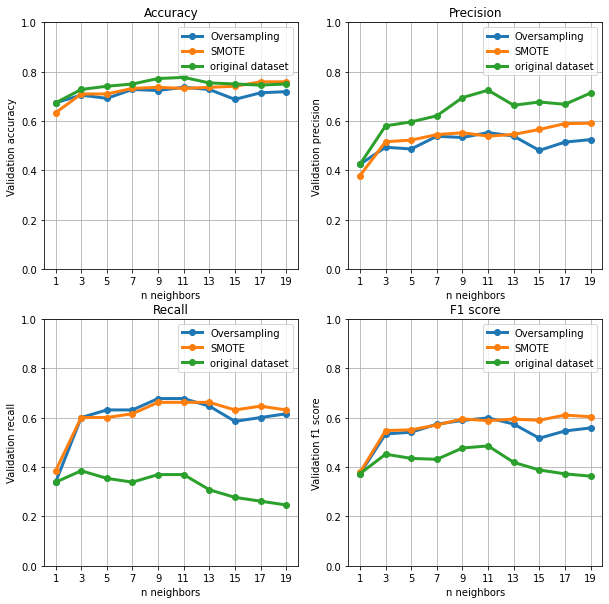 Accuracy
Validation accuracy
1.0
0.8
0.6
0.4
0.2
0.0
Oversampling
SMOTE
original dataset
1 3 5 7 9 11 13 15 17 19
n neighbors
Precision
Validation precision
1.0
0.8
0.6
0.4
0.2
0.0
Oversampling
SMOTE
original dataset
1 3 5 7 9 11 13 15 17 19
n neighbors
Recall
Validation recall
1.0
0.8
0.6
0.4
0.2
0.0
Oversampling
SMOTE
original dataset
1 3 5 7 9 11 13 15 17 19
n neighbors
F1 score
Validation f1 score
1.0
0.8
0.6
0.4
0.2
0.0
Oversampling
SMOTE
original dataset
1 3 5 7 9 11 13 15 17 19
n neighbors